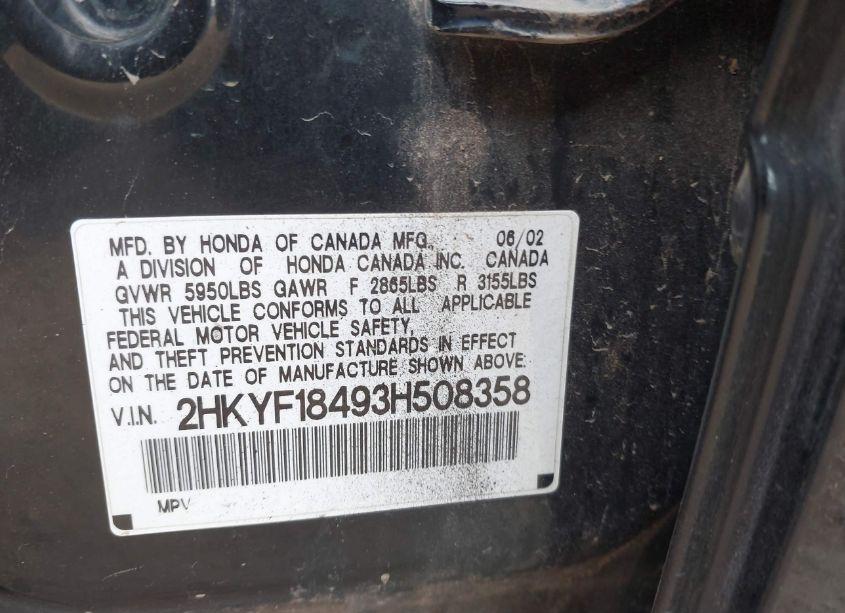 MFD. BY HONDA OF CANADA MFG. 06/02
A DIVISION OF HONDA CANADA INC. CANADA
GVWR 5950LBS GAWR F 2865LBS R 3155LBS
THIS VEHICLE CONFORMS TO ALL APPLICABLE
FEDERAL MOTOR VEHICLE SAFETY,
AND THEFT PREVENTION STANDARDS IN EFFECT
ON THE DATE OF MANUFACTURE SHOWN ABOVE.
V.I.N. 2HKYF18493H508358
MPV